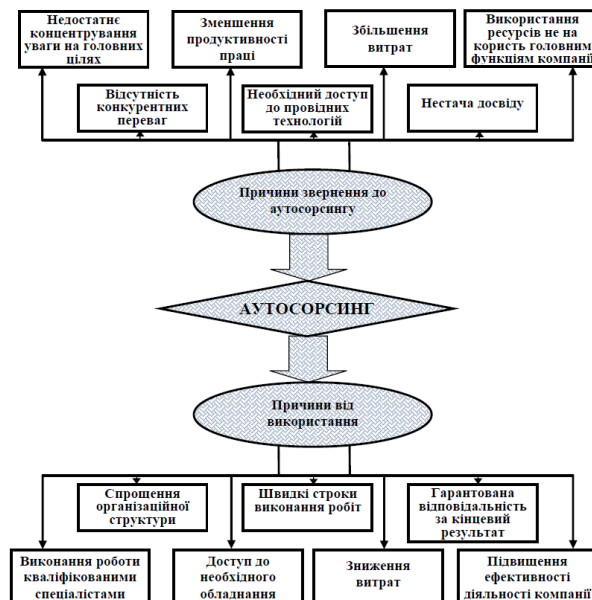 Недостатнє
концентрування
уваги на головних
цілях
Зменшення
продуктивності
праці
Збільшення
витрат
Використання
ресурсів не на
користь головним
функціям компанії
Відсутність
конкурентних
переваг
Необхідний доступ
до провідних
технологій
Нестача досвіду
Причини звернення до
аутосорсингу
АУТОСОРСИНГ
Причини від
використання
Спрошення
організаційної
структури
Швидкі строки
виконання робіт
Гарантована
відповідальність
за кінцевий
результат
Виконання роботи
кваліфікованими
спеціалістами
Доступ до
необхідного
обладнання
Зниження
витрат
Підвищення
ефективності
діяльності компанії